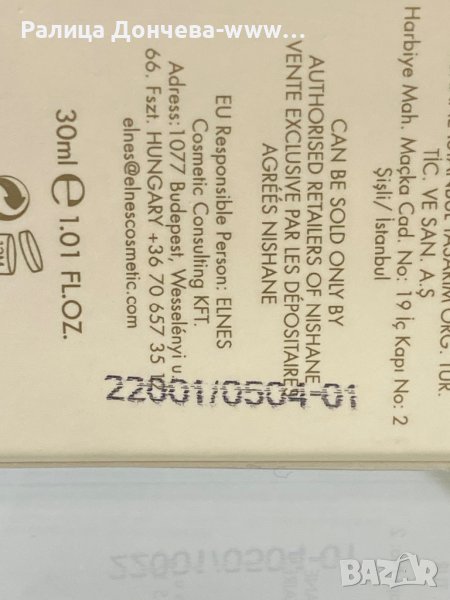 Ралица Дончева-www...
TİC. VE SAN. A.Ş
Harbiye Mah. Maçka Cad. No: 19 İç Kapı No: 2
Şişli/ İstanbul
CAN BE SOLD ONLY BY
AUTHORISED RETAILERS OF NISHANE
VENTE EXCLUSIVE PAR LES DÉPOSITAIRES
AGRÉÉS NISHANE
EU Responsible Person: ELNES
Cosmetic Consulting KFT.
Adress: 1077 Budapest, Wesselényi u.
66. Fszt. HUNGARY +36 70 657 35
elnes@elnescosmetic.com
30ml e 1.01 FL.OZ.
12M
22001/0504-01
bazar